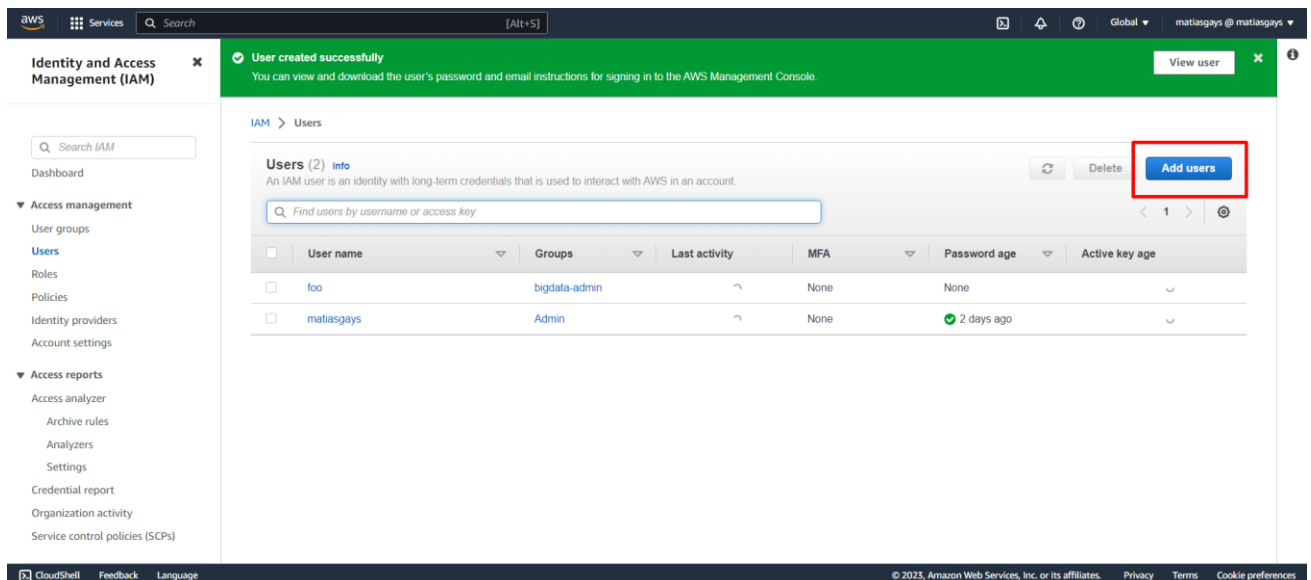 aws Services Search [Alt+S] Global matiasgays @ matiasgays
Identity and Access
Management (IAM)
Search IAM
Dashboard
Access management
User groups
Users
Roles
Policies
Identity providers
Account settings
Access reports
Access analyzer
Archive rules
Analyzers
Settings
Credential report
Organization activity
Service control policies (SCPs)
User created successfully
You can view and download the user's password and email instructions for signing in to the AWS Management Console.
View user
IAM > Users
Users (2) Info
An IAM user is an identity with long-term credentials that is used to interact with AWS in an account.
Delete Add users
Find users by username or access key
< 1 >
User name Groups Last activity MFA Password age Active key age
foo bigdata-admin None None
matiasgays Admin None 2 days ago
CloudShell Feedback Language © 2023, Amazon Web Services, Inc. or its affiliates. Privacy Terms Cookie preferences